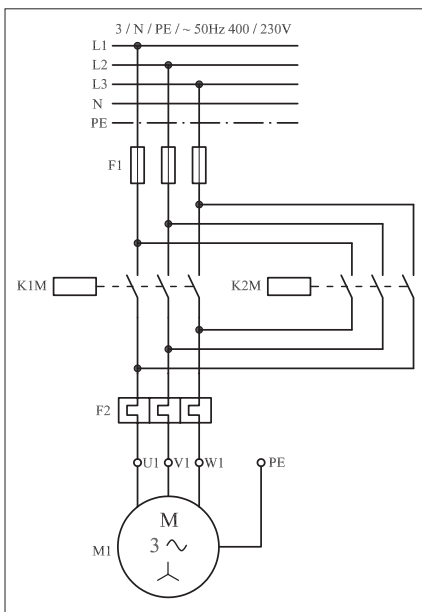 3 / N / PE / ~ 50Hz 400 / 230V
L1
L2
L3
N
PE
F1
K1M
K2M
F2
U1 V1 W1 PE
M
3 ~
M1